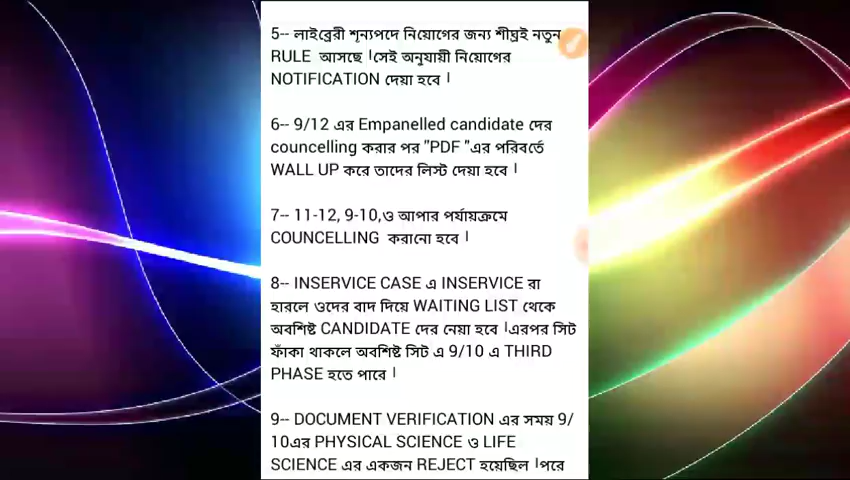 5-- লাইব্রেরী শূন্যপদে নিয়োগের জন্য শীঘ্রই নতুন
RULE আসছে ।সেই অনুযায়ী নিয়োগের
NOTIFICATION দেয়া হবে ।
6-- 9/12 এর Empanelled candidate দের
councelling করার পর "PDF "এর পরিবর্তে
WALL UP করে তাদের লিস্ট দেয়া হবে ।
7-- 11-12, 9-10,ও আপার পর্যায়ক্রমে
COUNCELLING করানো হবে ।
8-- INSERVICE CASE এ INSERVICE রা
হারলে ওদের বাদ দিয়ে WAITING LIST থেকে
অবশিষ্ট CANDIDATE দের নেয়া হবে ।এরপর সিট
ফাঁকা থাকলে অবশিষ্ট সিট এ 9/10 এ THIRD
PHASE হতে পারে ।
9-- DOCUMENT VERIFICATION এর সময় 9/
10এর PHYSICAL SCIENCE ও LIFE
SCIENCE এর একজন REJECT হয়েছিল ।পরে